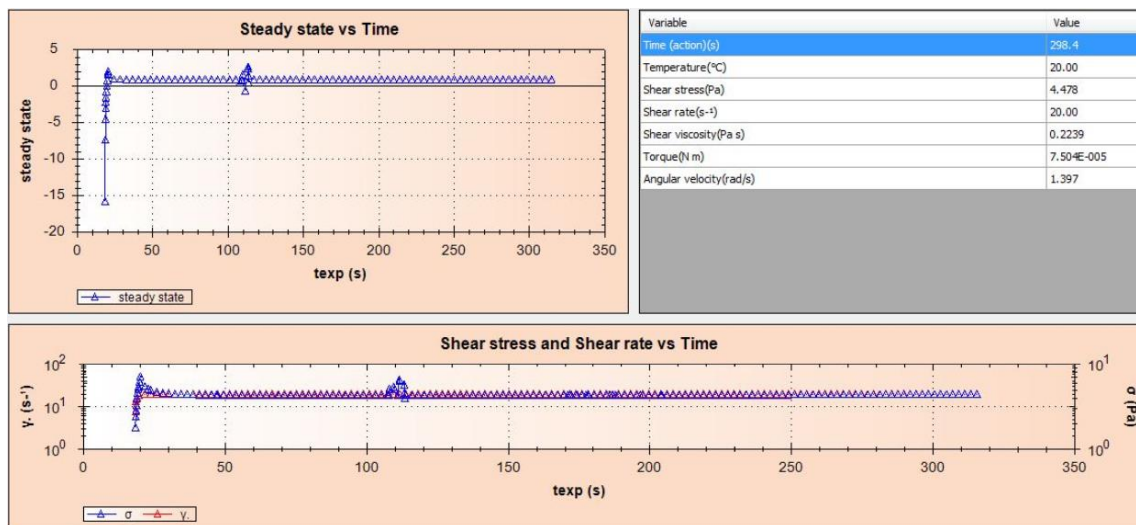 Steady state vs Time
5
0
-5
-10
-15
-20
steady state
0 50 100 150 200 250 300 350
texp (s)
steady state
Variable Value
Time (action)(s) 298.4
Temperature(°C) 20.00
Shear stress(Pa) 4.478
Shear rate(s-¹) 20.00
Shear viscosity(Pa s) 0.2239
Torque(N m) 7.504E-005
Angular velocity(rad/s) 1.397
Shear stress and Shear rate vs Time
10² 10¹
10¹
10⁰ 10⁰
γ. (s-¹)
σ (Pa)
0 50 100 150 200 250 300 350
texp (s)
σ γ.